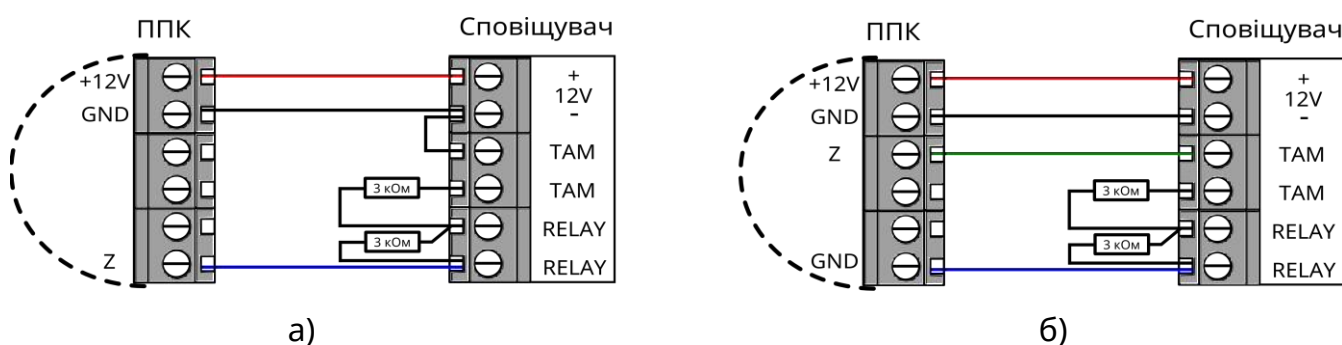 ППК
Сповіщувач
+12V
GND
Z
+
12V
-
TAM
TAM
RELAY
RELAY
3 кОм
3 кОм
а)
ППК
Сповіщувач
+12V
GND
Z
GND
+
12V
-
TAM
TAM
RELAY
RELAY
3 кОм
3 кОм
б)